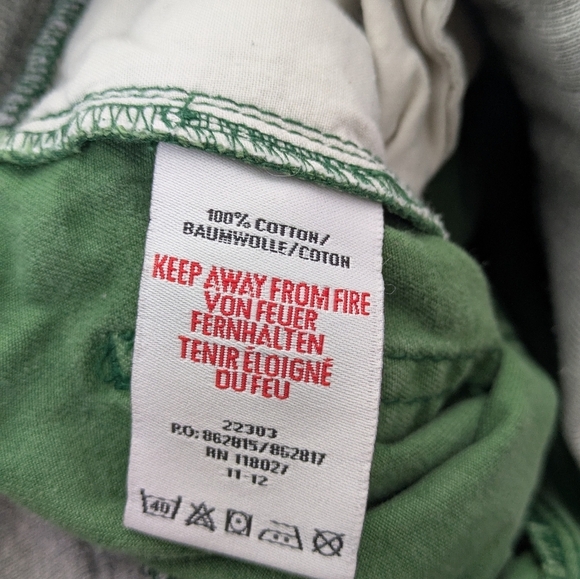 100% COTTON/
BAUMWOLLE/COTON
KEEP AWAY FROM FIRE
VON FEUER
FERNHALTEN
TENIR ÉLOIGNÉ
DU FEU
22303
P.O: 862815/862817
RN 118027
11-12
40